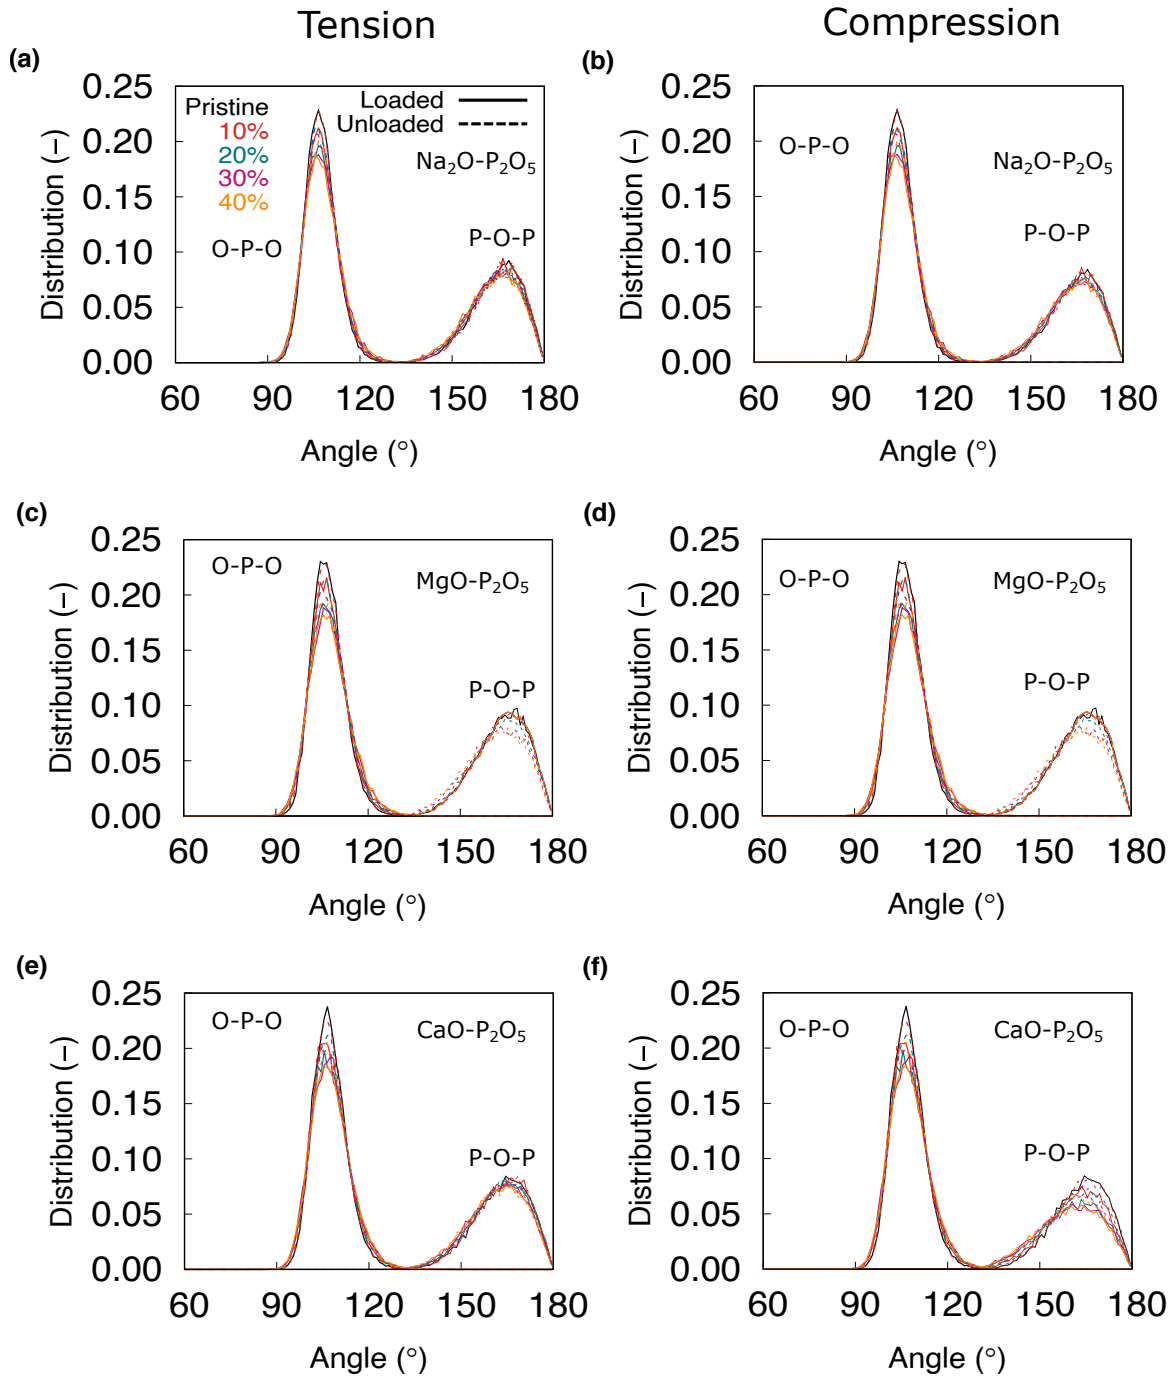 Tension
Compression
(a)
0.25
0.20
0.15
0.10
0.05
0.00
60
90
120
150
180
Distribution (–)
Angle (°)
Pristine
10%
20%
30%
40%
Loaded
Unloaded
Na₂O-P₂O₅
O-P-O
P-O-P
(b)
0.25
0.20
0.15
0.10
0.05
0.00
60
90
120
150
180
Distribution (–)
Angle (°)
O-P-O
Na₂O-P₂O₅
P-O-P
(c)
0.25
0.20
0.15
0.10
0.05
0.00
60
90
120
150
180
Distribution (–)
Angle (°)
O-P-O
MgO-P₂O₅
P-O-P
(d)
0.25
0.20
0.15
0.10
0.05
0.00
60
90
120
150
180
Distribution (–)
Angle (°)
O-P-O
MgO-P₂O₅
P-O-P
(e)
0.25
0.20
0.15
0.10
0.05
0.00
60
90
120
150
180
Distribution (–)
Angle (°)
O-P-O
CaO-P₂O₅
P-O-P
(f)
0.25
0.20
0.15
0.10
0.05
0.00
60
90
120
150
180
Distribution (–)
Angle (°)
O-P-O
CaO-P₂O₅
P-O-P